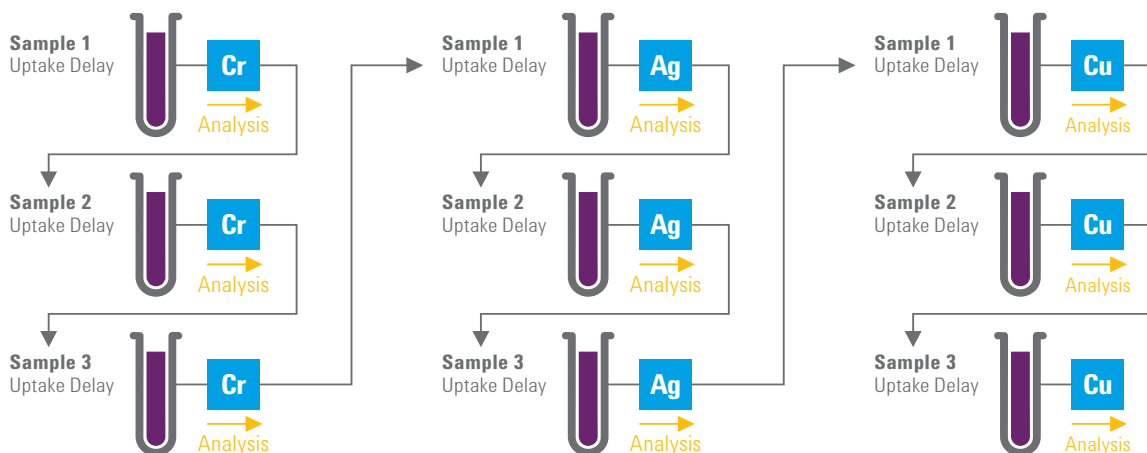 Sample 1
Uptake Delay
Cr
Analysis
Sample 2
Uptake Delay
Cr
Analysis
Sample 3
Uptake Delay
Cr
Analysis
Sample 1
Uptake Delay
Ag
Analysis
Sample 2
Uptake Delay
Ag
Analysis
Sample 3
Uptake Delay
Ag
Analysis
Sample 1
Uptake Delay
Cu
Analysis
Sample 2
Uptake Delay
Cu
Analysis
Sample 3
Uptake Delay
Cu
Analysis